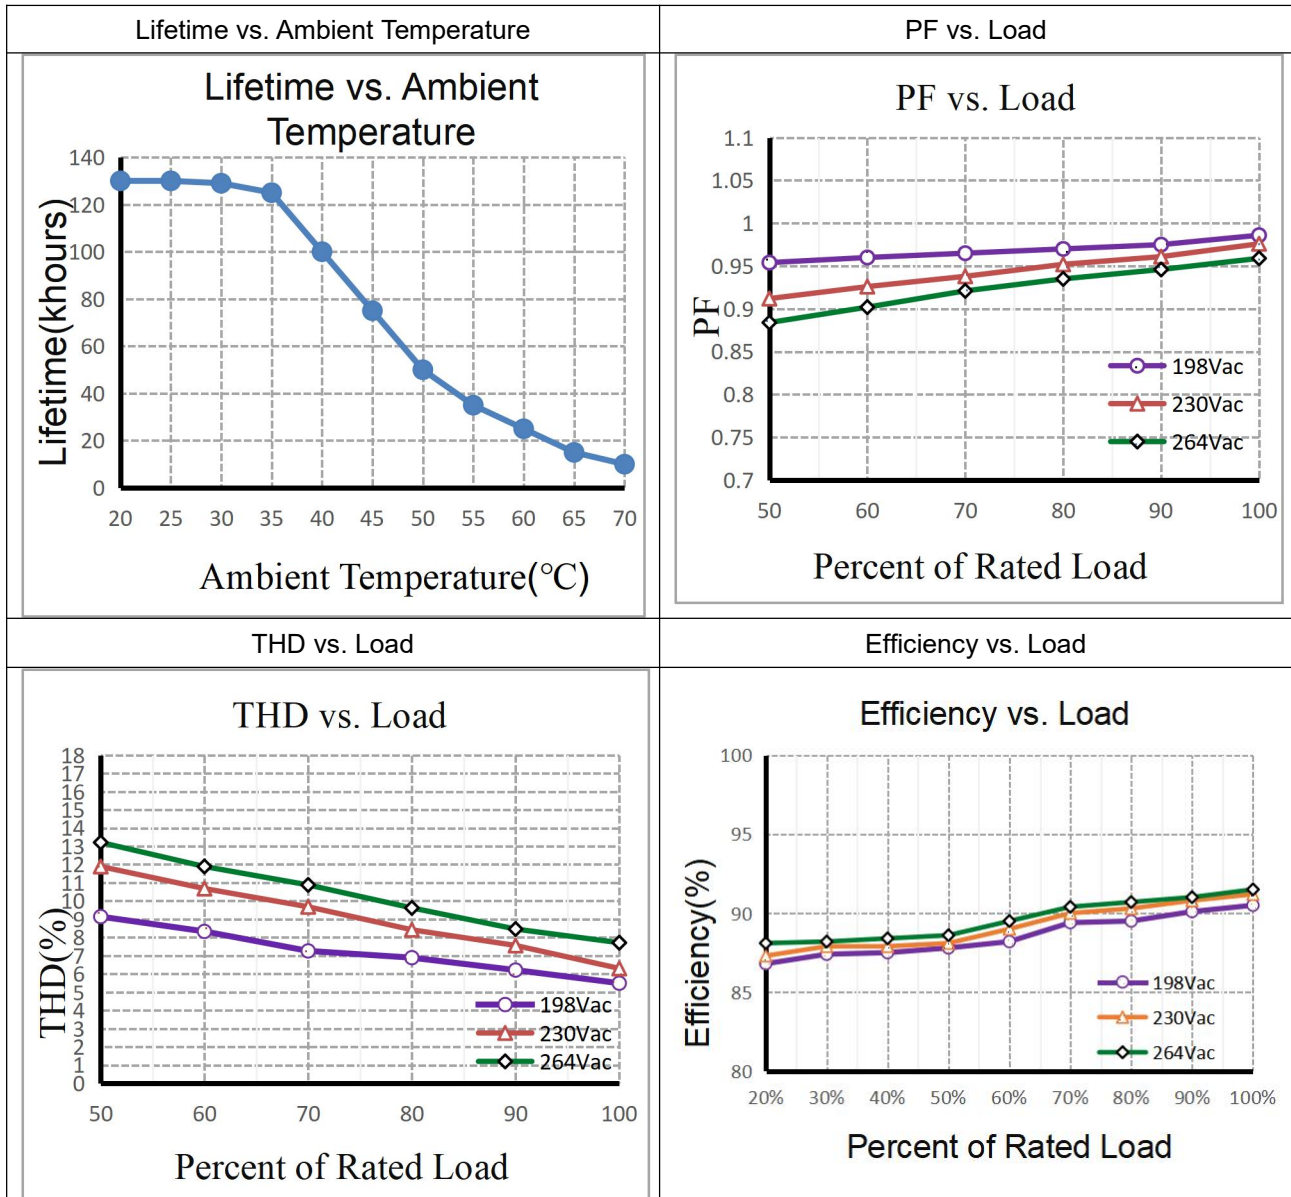 Lifetime vs. Ambient Temperature
PF vs. Load
Lifetime vs. Ambient
Temperature
Lifetime(khours)
140
120
100
80
60
40
20
0
20 25 30 35 40 45 50 55 60 65 70
Ambient Temperature(°C)
PF vs. Load
PF
1.1
1.05
1
0.95
0.9
0.85
0.8
0.75
0.7
198Vac
230Vac
264Vac
50 60 70 80 90 100
Percent of Rated Load
THD vs. Load
Efficiency vs. Load
THD vs. Load
THD(%)
18
17
16
15
14
13
12
11
10
9
8
7
6
5
4
3
2
1
0
198Vac
230Vac
264Vac
50 60 70 80 90 100
Percent of Rated Load
Efficiency vs. Load
Efficiency(%)
100
95
90
85
80
198Vac
230Vac
264Vac
20% 30% 40% 50% 60% 70% 80% 90% 100%
Percent of Rated Load